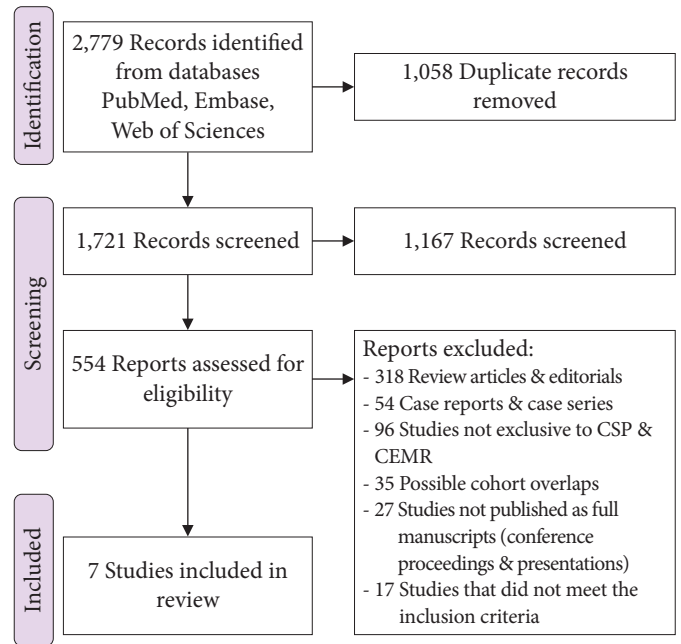 Identification
2,779 Records identified
from databases
PubMed, Embase,
Web of Sciences
1,058 Duplicate records
removed
Screening
1,721 Records screened
1,167 Records screened
554 Reports assessed for
eligibility
Reports excluded:
- 318 Review articles & editorials
- 54 Case reports & case series
- 96 Studies not exclusive to CSP &
CEMR
- 35 Possible cohort overlaps
- 27 Studies not published as full
manuscripts (conference
proceedings & presentations)
- 17 Studies that did not meet the
inclusion criteria
Included
7 Studies included in
review